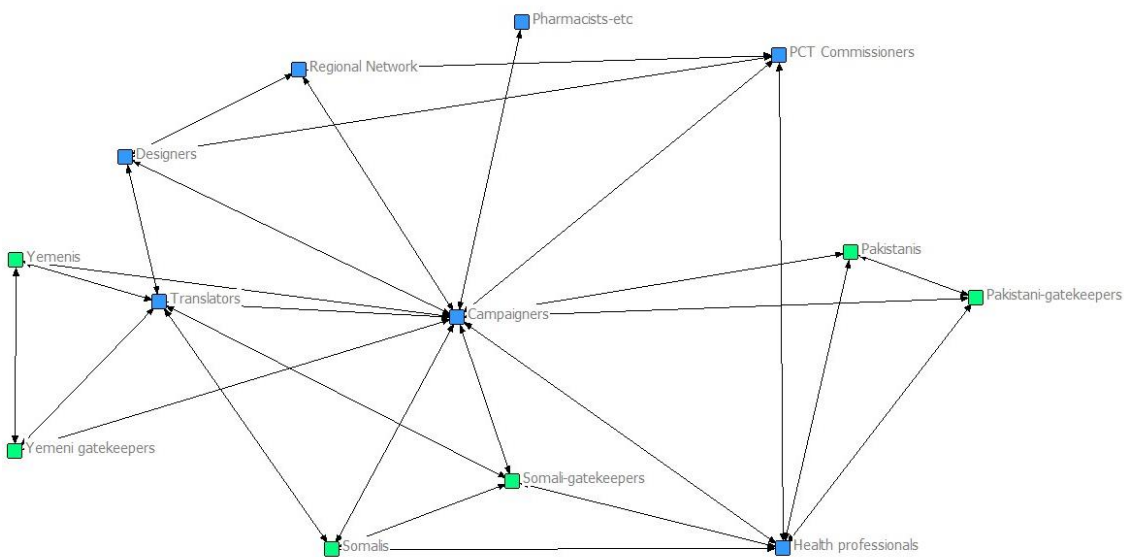 Pharmacists-etc
PCT Commissioners
Regional Network
Designers
Pakistanis
Yemenis
Pakistani-gatekeepers
Translators
Campaigners
Yemeni gatekeepers
Somali-gatekeepers
Somalis
Health professionals